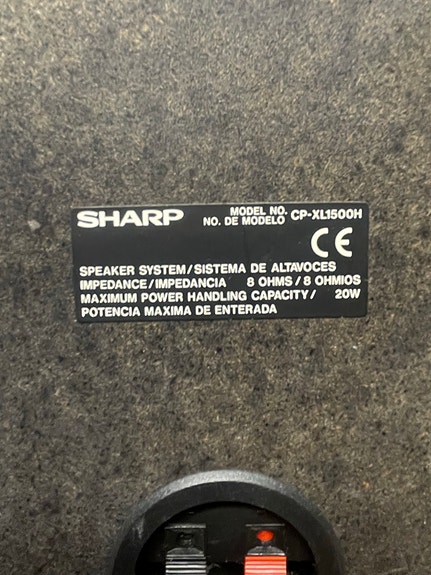 SHARP MODEL NO. CP-XL1500H
NO. DE MODELO
CE
SPEAKER SYSTEM/SISTEMA DE ALTAVOCES
IMPEDANCE/IMPEDANCIA 8 OHMS/8 OHMIOS
MAXIMUM POWER HANDLING CAPACITY/ 20W
POTENCIA MAXIMA DE ENTERADA